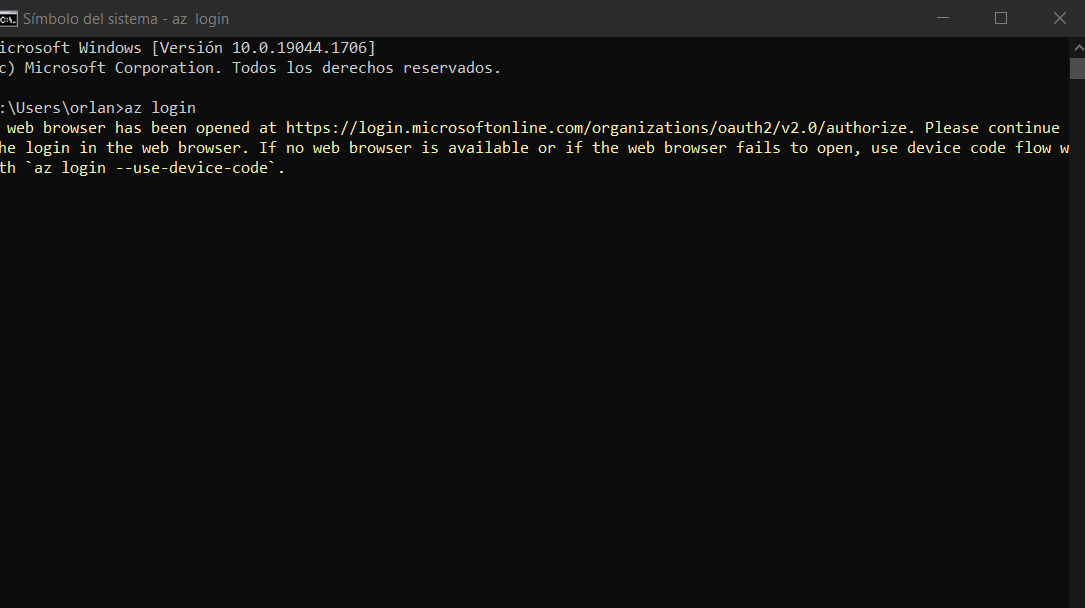 Símbolo del sistema - az login
icrosoft Windows [Versión 10.0.19044.1706]
c) Microsoft Corporation. Todos los derechos reservados.
:\Users\orlan>az login
web browser has been opened at https://login.microsoftonline.com/organizations/oauth2/v2.0/authorize. Please continue
he login in the web browser. If no web browser is available or if the web browser fails to open, use device code flow w
th `az login --use-device-code`.